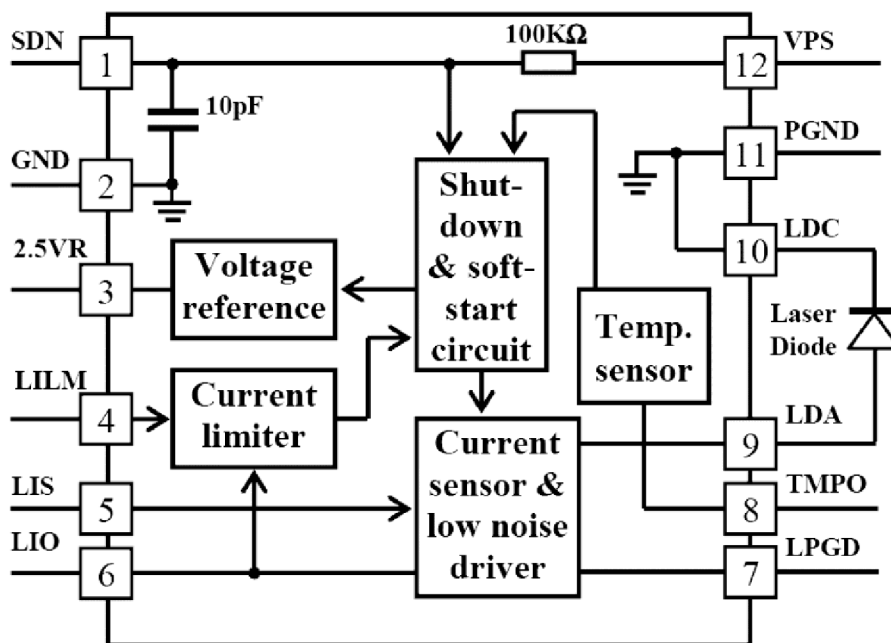 SDN
1
100KΩ
12
VPS
10pF
GND
2
11
PGND
2.5VR
3
Voltage
reference
Shut-
down
& soft-
start
circuit
10
LDC
Temp.
sensor
Laser
Diode
LILM
4
Current
limiter
Current
sensor &
low noise
driver
9
LDA
LIS
5
8
TMPO
LIO
6
7
LPGD